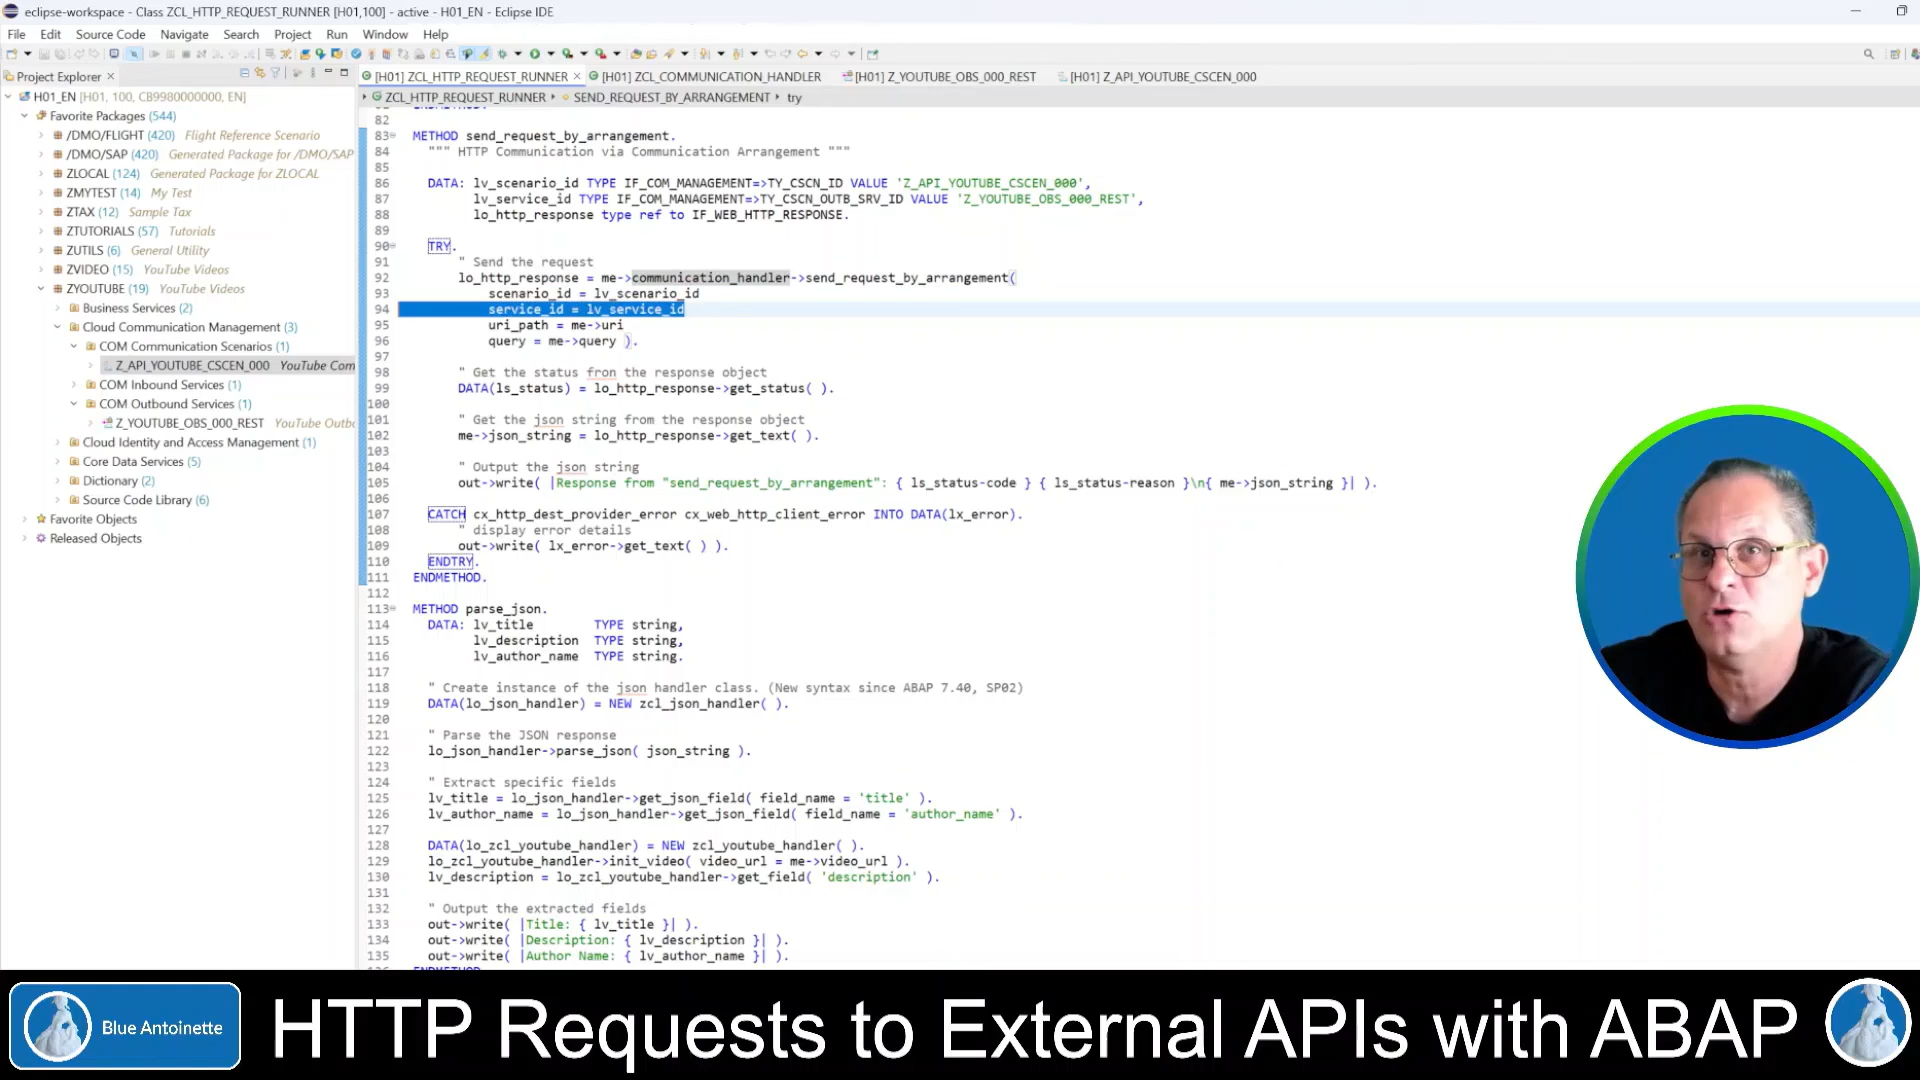 eclipse-workspace - Class ZCL_HTTP_REQUEST_RUNNER [H01,100] - active - H01_EN - Eclipse IDE
File Edit Source Code Navigate Search Project Run Window Help
Project Explorer
[H01] ZCL_HTTP_REQUEST_RUNNER [H01] ZCL_COMMUNICATION_HANDLER [H01] Z_YOUTUBE_OBS_000_REST [H01] Z_API_YOUTUBE_CSCEN_000
ZCL_HTTP_REQUEST_RUNNER SEND_REQUEST_BY_ARRANGEMENT try
H01_EN [H01, 100, CB9980000000, EN]
Favorite Packages (544)
/DMO/FLIGHT (420) Flight Reference Scenario
/DMO/SAP (420) Generated Package for /DMO/SAP
ZLOCAL (124) Generated Package for ZLOCAL
ZMYTEST (14) My Test
ZTAX (12) Sample Tax
ZTUTORIALS (57) Tutorials
ZUTILS (6) General Utility
ZVIDEO (15) YouTube Videos
ZYOUTUBE (19) YouTube Videos
Business Services (2)
Cloud Communication Management (3)
COM Communication Scenarios (1)
Z_API_YOUTUBE_CSCEN_000 YouTube Com
COM Inbound Services (1)
COM Outbound Services (1)
Z_YOUTUBE_OBS_000_REST YouTube Outbo
Cloud Identity and Access Management (1)
Core Data Services (5)
Dictionary (2)
Source Code Library (6)
Favorite Objects
Released Objects
82
83 METHOD send_request_by_arrangement.
84 """ HTTP Communication via Communication Arrangement """
85
86 DATA: lv_scenario_id TYPE IF_COM_MANAGEMENT=>TY_CSCN_ID VALUE 'Z_API_YOUTUBE_CSCEN_000',
87 lv_service_id TYPE IF_COM_MANAGEMENT=>TY_CSCN_OUTB_SRV_ID VALUE 'Z_YOUTUBE_OBS_000_REST',
88 lo_http_response type ref to IF_WEB_HTTP_RESPONSE.
89
90 TRY.
91 " Send the request
92 lo_http_response = me->communication_handler->send_request_by_arrangement(
93 scenario_id = lv_scenario_id
94 service_id = lv_service_id
95 uri_path = me->uri
96 query = me->query ).
97
98 " Get the status fron the response object
99 DATA(ls_status) = lo_http_response->get_status( ).
100
101 " Get the json string from the response object
102 me->json_string = lo_http_response->get_text( ).
103
104 " Output the json string
105 out->write( |Response from "send_request_by_arrangement": { ls_status-code } { ls_status-reason }\n{ me->json_string }| ).
106
107 CATCH cx_http_dest_provider_error cx_web_http_client_error INTO DATA(lx_error).
108 " display error details
109 out->write( lx_error->get_text( ) ).
110 ENDTRY.
111 ENDMETHOD.
112
113 METHOD parse_json.
114 DATA: lv_title TYPE string,
115 lv_description TYPE string,
116 lv_author_name TYPE string.
117
118 " Create instance of the json handler class. (New syntax since ABAP 7.40, SP02)
119 DATA(lo_json_handler) = NEW zcl_json_handler( ).
120
121 " Parse the JSON response
122 lo_json_handler->parse_json( json_string ).
123
124 " Extract specific fields
125 lv_title = lo_json_handler->get_json_field( field_name = 'title' ).
126 lv_author_name = lo_json_handler->get_json_field( field_name = 'author_name' ).
127
128 DATA(lo_zcl_youtube_handler) = NEW zcl_youtube_handler( ).
129 lo_zcl_youtube_handler->init_video( video_url = me->video_url ).
130 lv_description = lo_zcl_youtube_handler->get_field( 'description' ).
131
132 " Output the extracted fields
133 out->write( |Title: { lv_title }| ).
134 out->write( |Description: { lv_description }| ).
135 out->write( |Author Name: { lv_author_name }| ).
Blue Antoinette
HTTP Requests to External APIs with ABAP